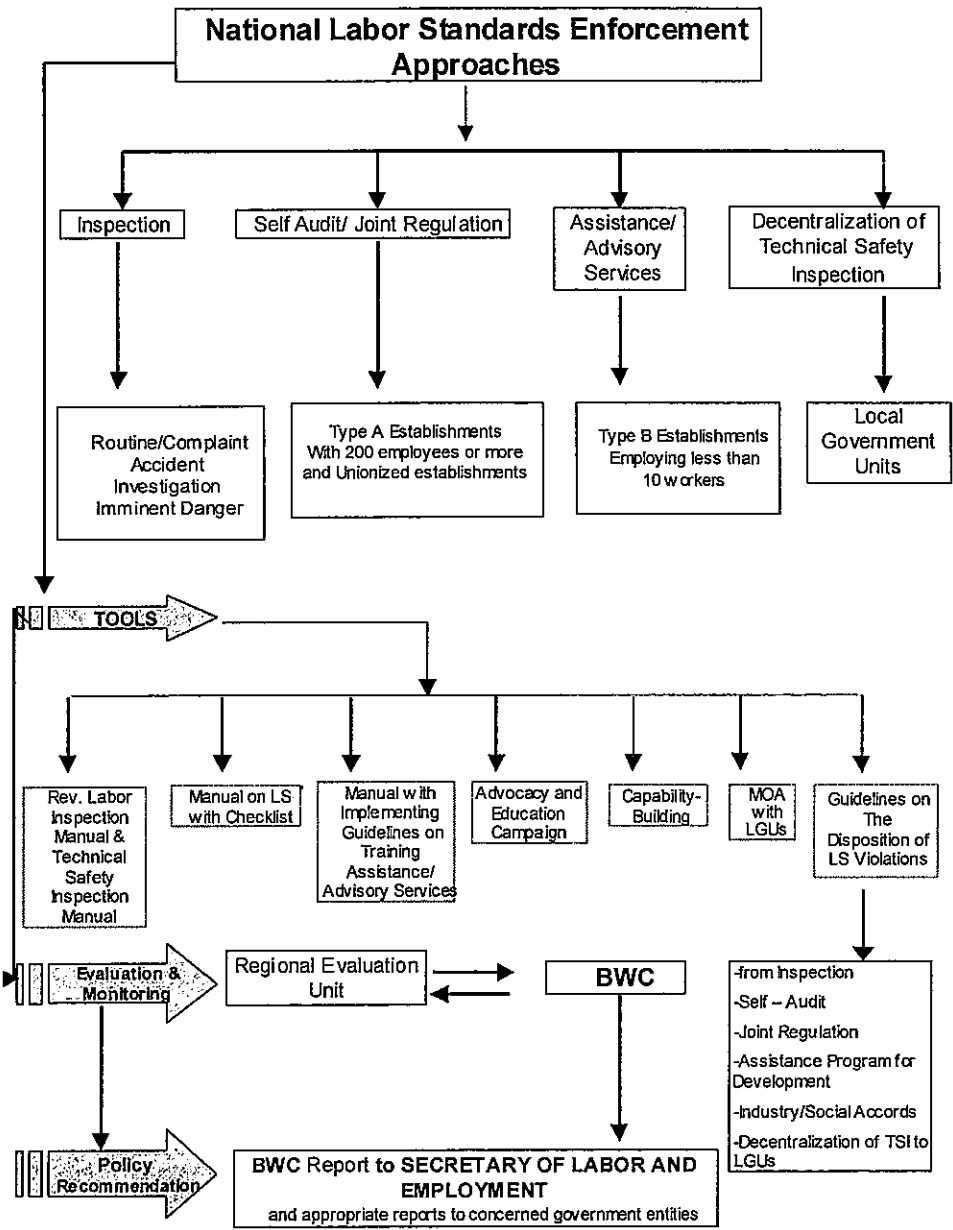 National Labor Standards Enforcement
Approaches
Inspection
Self Audit/ Joint Regulation
Assistance/
Advisory
Services
Decentralization of
Technical Safety
Inspection
Routine/Complaint
Accident
Investigation
Imminent Danger
Type A Establishments
With 200 employees or more
and Unionized establishments
Type B Establishments
Employing less than
10 workers
Local
Government
Units
TOOLS
Rev. Labor
Inspection
Manual &
Technical
Safety
Inspection
Manual
Manual on LS
with Checklist
Manual with
Implementing
Guidelines on
Training
Assistance/
Advisory Services
Advocacy and
Education
Campaign
Capability-
Building
MOA
with
LGUs
Guidelines on
The
Disposition of
LS Violations
Evaluation &
Monitoring
Regional Evaluation
Unit
BWC
-from Inspection
-Self – Audit
-Joint Regulation
-Assistance Program for
Development
-Industry/Social Accords
-Decentralization of TSI to
LGUs
Policy
Recommendation
BWC Report to SECRETARY OF LABOR AND
EMPLOYMENT
and appropriate reports to concerned government entities